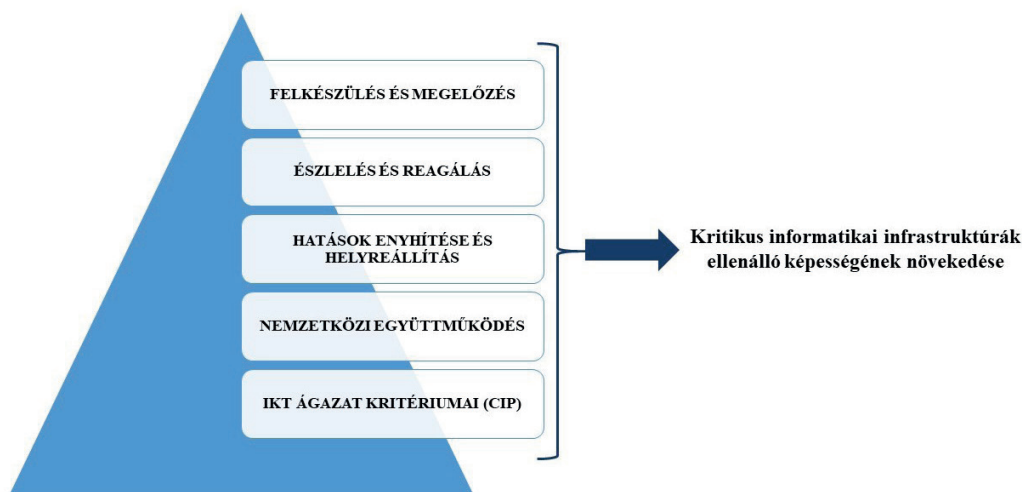 FELKÉSZÜLÉS ÉS MEGELŐZÉS
ÉSZLELÉS ÉS REAGÁLÁS
HATÁSOK ENYHÍTÉSE ÉS
HELYREÁLLÍTÁS
NEMZETKÖZI EGYÜTTMŰKÖDÉS
IKT ÁGAZAT KRITÉRIUMAI (CIP)
Kritikus informatikai infrastruktúrák
ellenálló képességének növekedése